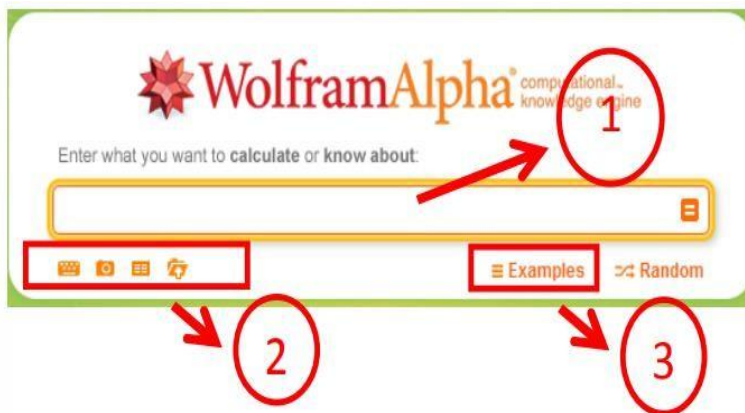 WolframAlpha computational knowledge engine
1
Enter what you want to calculate or know about:
Examples Random
2
3